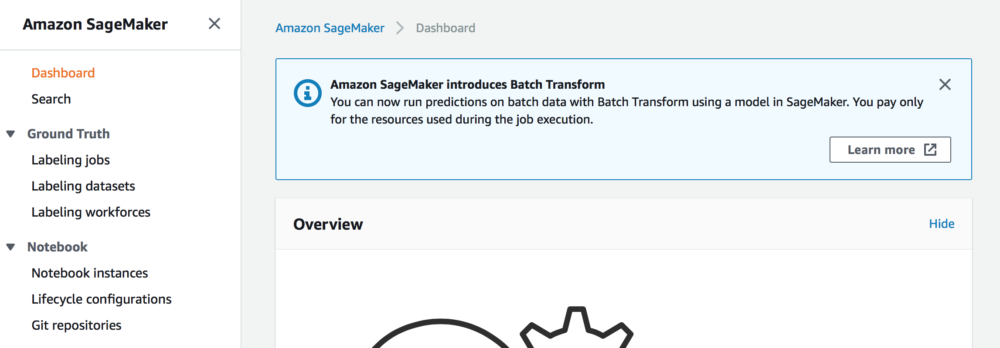 Amazon SageMaker
Dashboard
Search
Ground Truth
Labeling jobs
Labeling datasets
Labeling workforces
Notebook
Notebook instances
Lifecycle configurations
Git repositories
Amazon SageMaker > Dashboard
Amazon SageMaker introduces Batch Transform
You can now run predictions on batch data with Batch Transform using a model in SageMaker. You pay only
for the resources used during the job execution.
Learn more
Overview
Hide